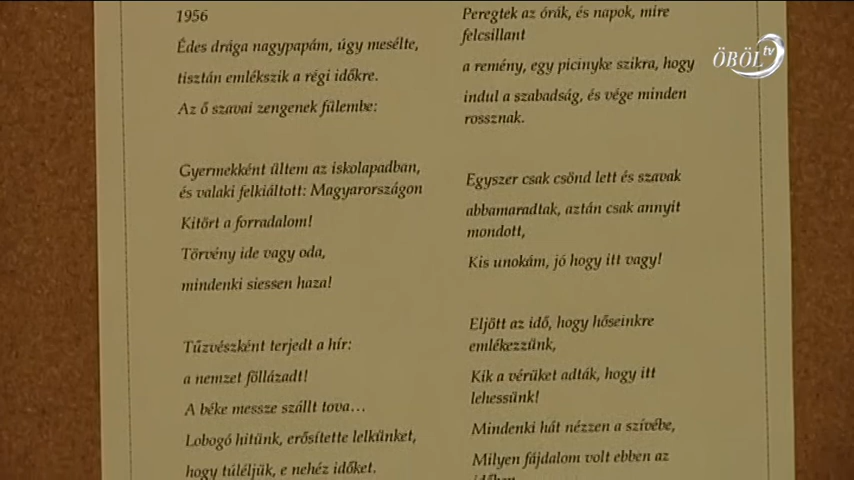 1956
Édes drága nagypapám, úgy mesélte,
tisztán emlékszik a régi időkre.
Az ő szavai zengenek fülembe:
Gyermekként ültem az iskolapadban,
és valaki felkiáltott: Magyarországon
Kitört a forradalom!
Törvény ide vagy oda,
mindenki siessen haza!
Tűzvészként terjedt a hír:
a nemzet föllázadt!
A béke messze szállt tova...
Lobogó hitünk, erősítette lelkünket,
hogy túléljük, e nehéz időket.
Peregtek az órák, és napok, mire
felcsillant
a remény, egy picinyke szikra, hogy
indul a szabadság, és vége minden
rossznak.
Egyszer csak csönd lett és szavak
abbamaradtak, aztán csak annyit
mondott,
Kis unokám, jó hogy itt vagy!
Eljött az idő, hogy hőseinkre
emlékezzünk,
Kik a vérüket adták, hogy itt
lehessünk!
Mindenki hát nézzen a szívébe,
Milyen fájdalom volt ebben az
ÖBÖL tv